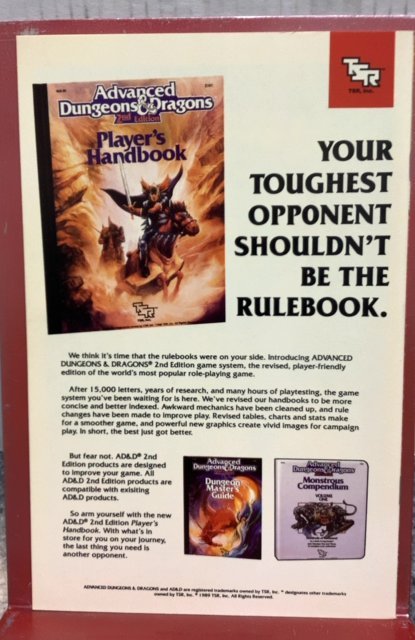 TSR
TSR, Inc.
Advanced
Dungeons & Dragons
2nd Edition
Player's
Handbook
TSR
TSR, Inc.
YOUR
TOUGHEST
OPPONENT
SHOULDN'T
BE THE
RULEBOOK.
We think it's time that the rulebooks were on your side. Introducing ADVANCED
DUNGEONS & DRAGONS® 2nd Edition game system, the revised, player-friendly
edition of the world's most popular role-playing game.
After 15,000 letters, years of research, and many hours of playtesting, the game
system you've been waiting for is here. We've revised our handbooks to be more
concise and better indexed. Awkward mechanics have been cleaned up, and rule
changes have been made to improve play. Revised tables, charts and stats make
for a smoother game, and powerful new graphics create vivid images for campaign
play. In short, the best just got better.
But fear not. AD&D® 2nd
Edition products are designed
to improve your game. All
AD&D 2nd Edition products are
compatible with exisiting
AD&D products.
So arm yourself with the new
AD&D® 2nd Edition Player's
Handbook. With what's in
store for you on your journey,
the last thing you need is
another opponent.
Advanced
Dungeons & Dragons
Dungeon
Master's
Guide
Advanced
Dungeons & Dragons
Monstrous
Compendium
VOLUME
ONE
ADVANCED DUNGEONS & DRAGONS and AD&D are registered trademarks owned by TSR, Inc. ® designates other trademarks
owned by TSR, Inc. © 1989 TSR, Inc. All Rights Reserved.